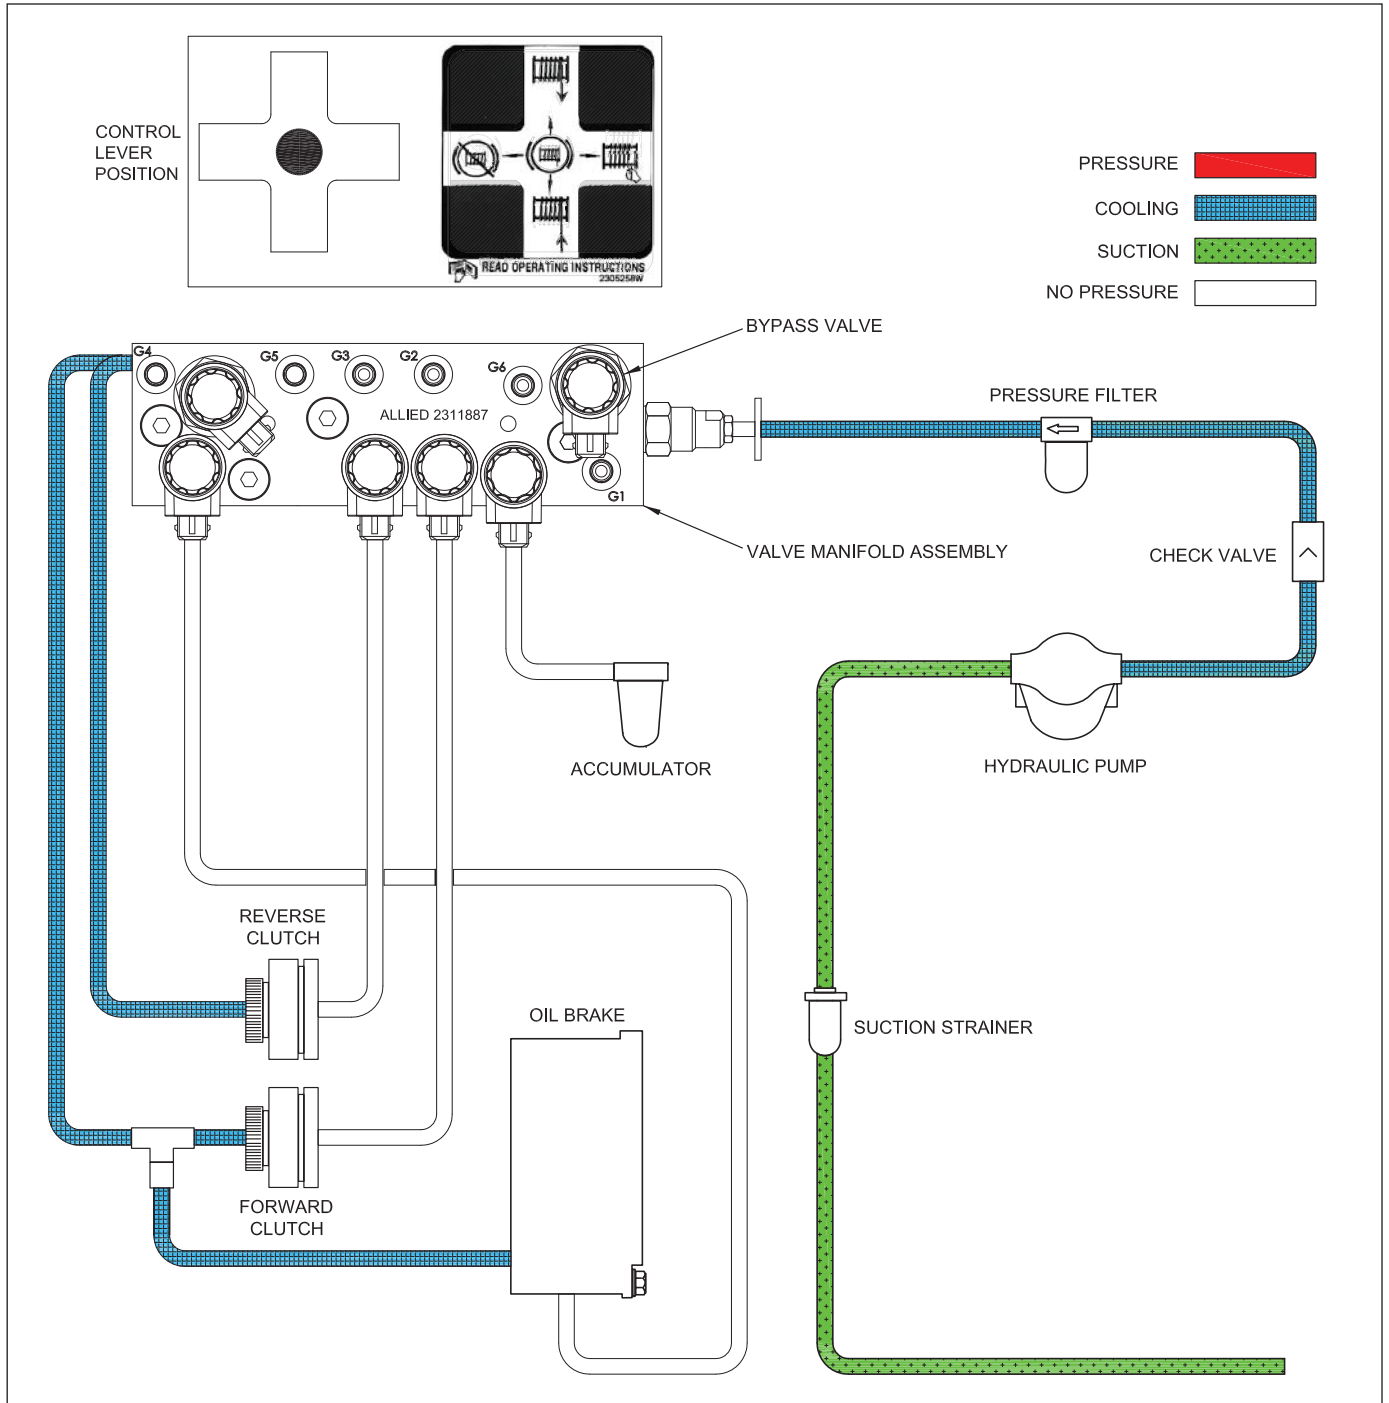 CONTROL
LEVER
POSITION
READ OPERATING INSTRUCTIONS
2305258W
PRESSURE
COOLING
SUCTION
NO PRESSURE
BYPASS VALVE
G4
G5
G3
G2
G6
ALLIED 2311887
G1
PRESSURE FILTER
VALVE MANIFOLD ASSEMBLY
CHECK VALVE
ACCUMULATOR
HYDRAULIC PUMP
REVERSE
CLUTCH
OIL BRAKE
SUCTION STRAINER
FORWARD
CLUTCH